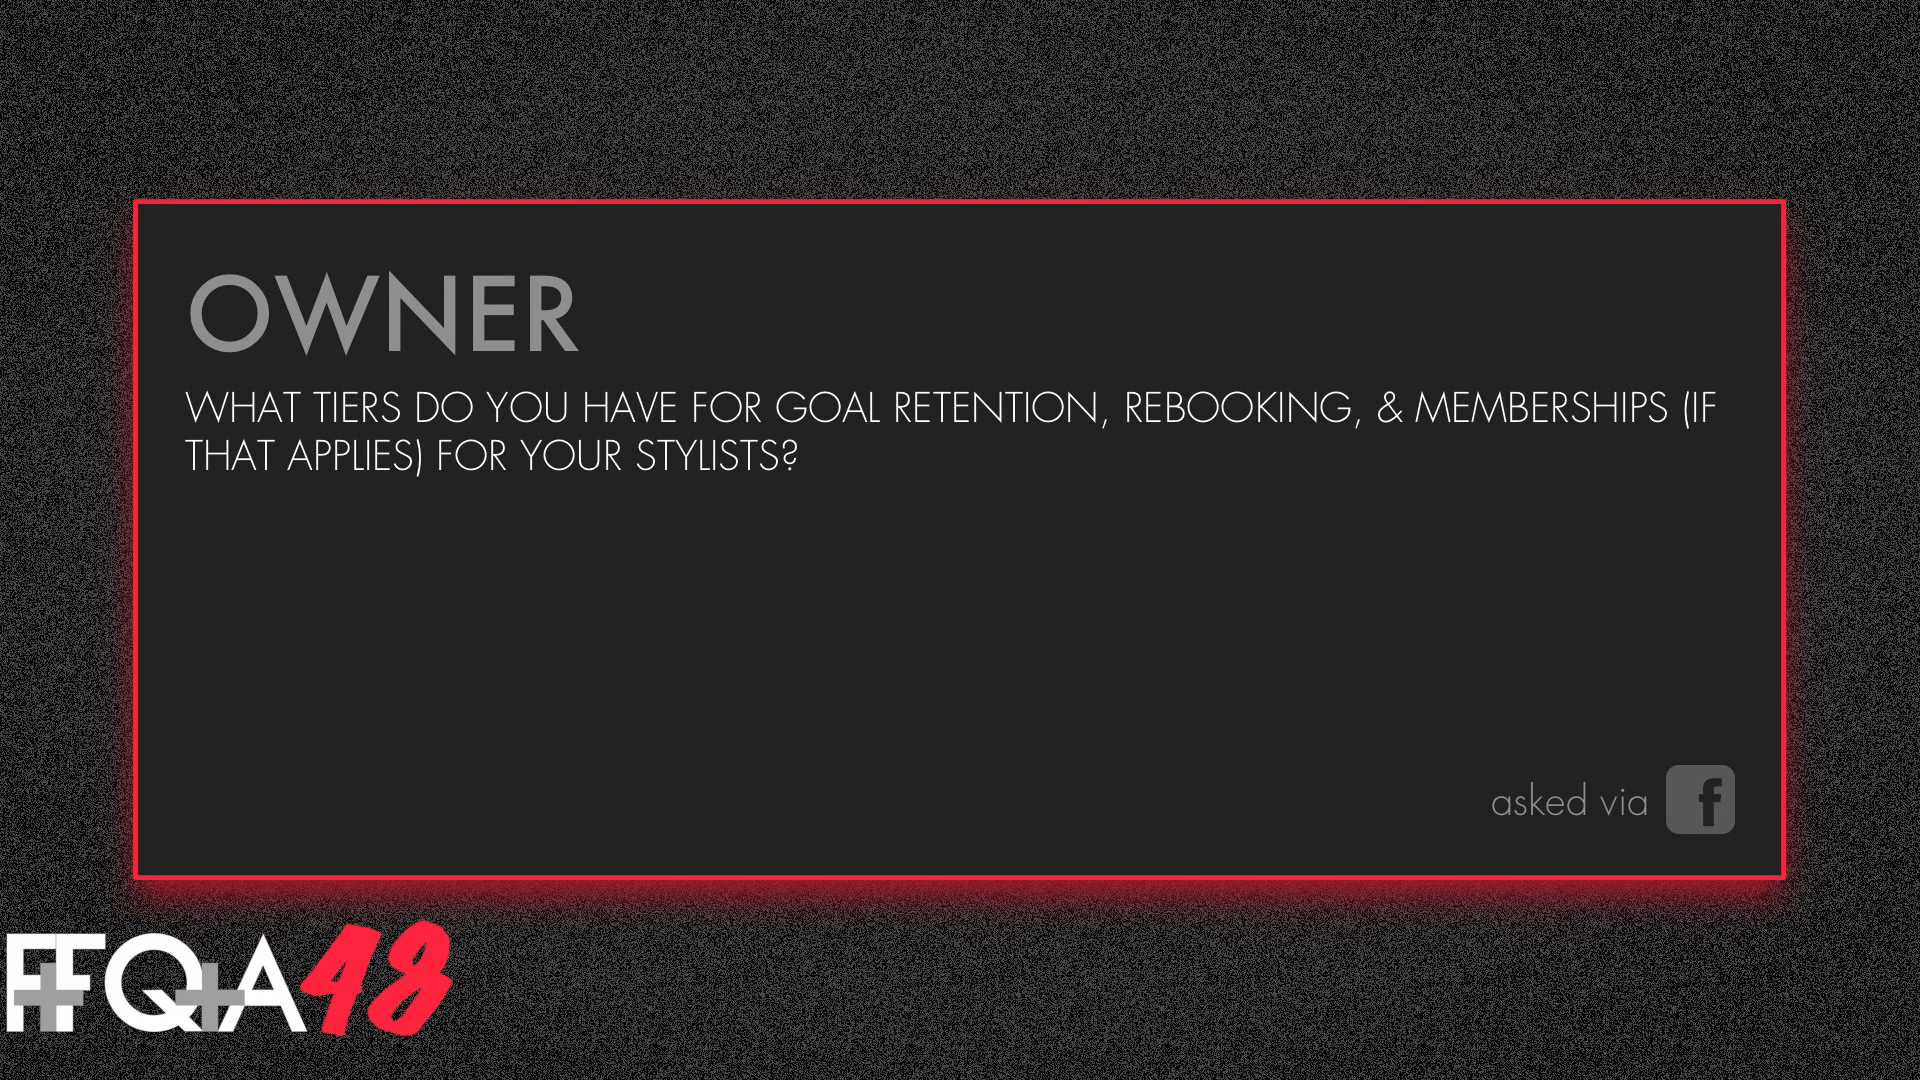 OWNER
WHAT TIERS DO YOU HAVE FOR GOAL RETENTION, REBOOKING, & MEMBERSHIPS (IF
THAT APPLIES) FOR YOUR STYLISTS?
asked via f
FFQ+A48